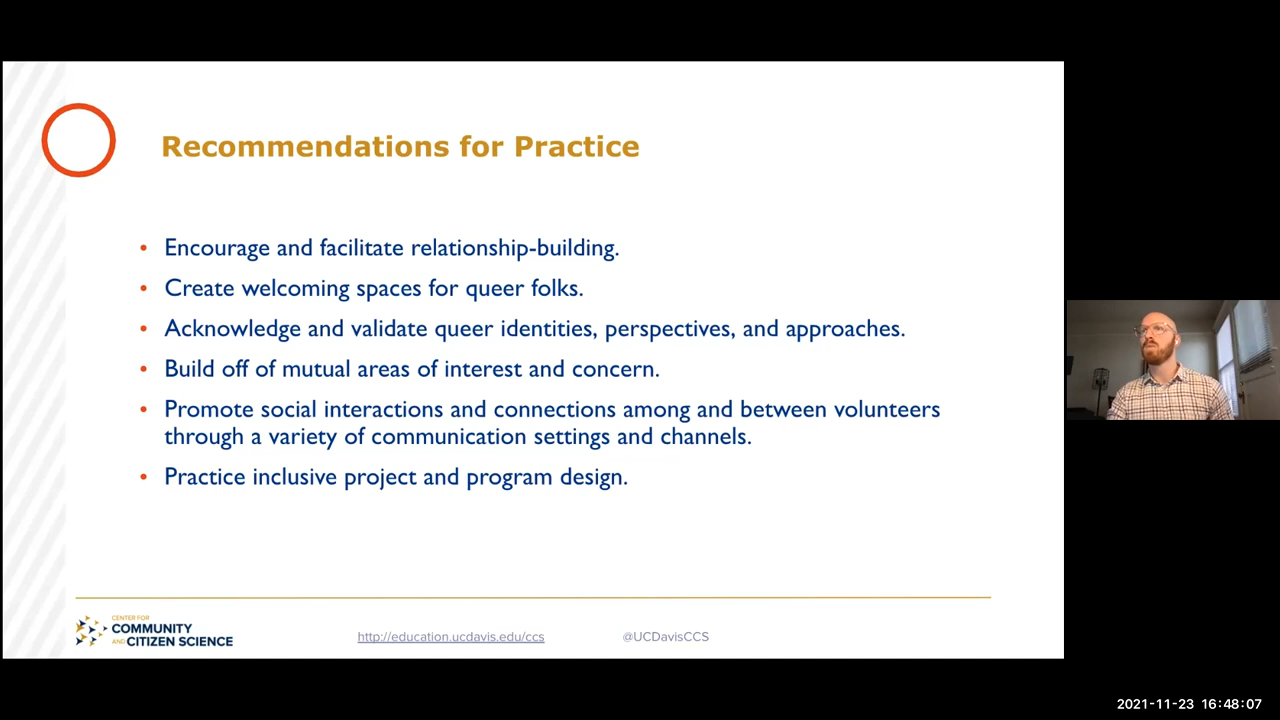 Recommendations for Practice
• Encourage and facilitate relationship-building.
• Create welcoming spaces for queer folks.
• Acknowledge and validate queer identities, perspectives, and approaches.
• Build off of mutual areas of interest and concern.
• Promote social interactions and connections among and between volunteers
through a variety of communication settings and channels.
• Practice inclusive project and program design.
CENTER FOR
COMMUNITY
AND CITIZEN SCIENCE
http://education.ucdavis.edu/ccs
@UCDavisCCS
2021-11-23 16:48:07